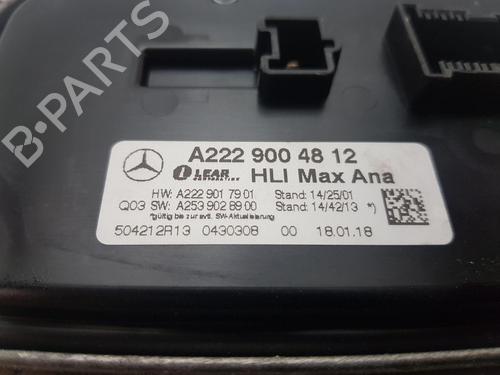 A222 900 48 12
LEAR CORPORATION HLI Max Ana
HW: A222 901 79 01 Stand: 14/25/01
Q03 SW: A253 902 89 00 Stand: 14/42/13 *)
*)gültig bis zur evtl. SW-Aktualisierung
504212R13 0430308 00 18.01.18
B-PARTS